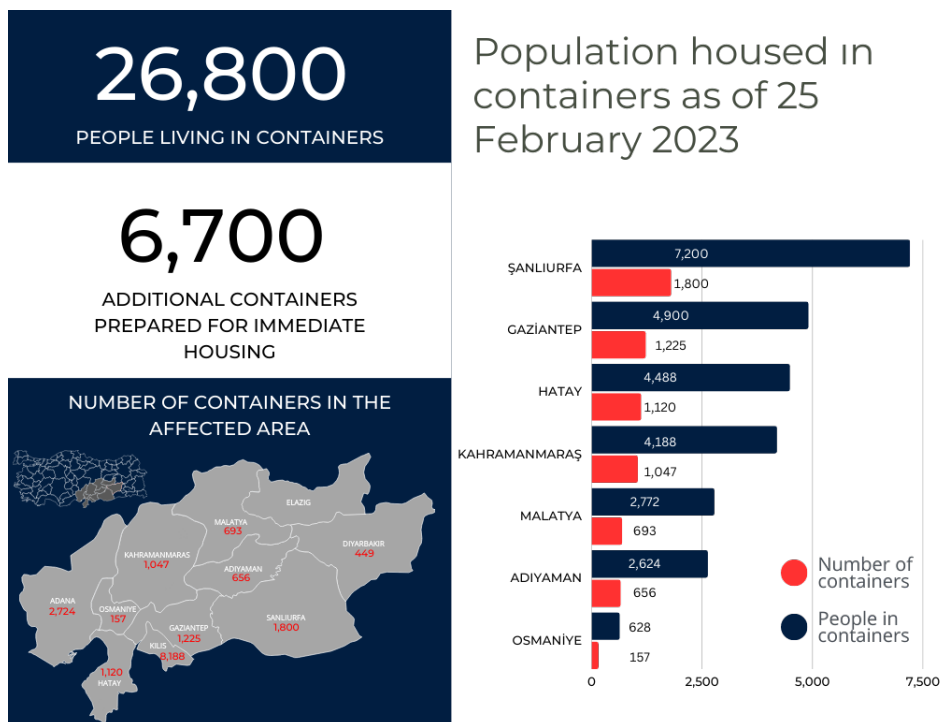 26,800
PEOPLE LIVING IN CONTAINERS
6,700
ADDITIONAL CONTAINERS
PREPARED FOR IMMEDIATE
HOUSING
NUMBER OF CONTAINERS IN THE
AFFECTED AREA
ELAZIG
MALATYA
693
DIYARBAKIR
449
KAHRAMANMARAS
1,047
ADIYAMAN
656
ADANA
2,724
OSMANIYE
157
SANLIURFA
1,800
GAZIANTEP
1,225
KILIS
8,188
1,120
HATAY
Population housed ın
containers as of 25
February 2023
ŞANLIURFA
7,200
1,800
GAZİANTEP
4,900
1,225
HATAY
4,488
1,120
KAHRAMANMARAŞ
4,188
1,047
MALATYA
2,772
693
ADIYAMAN
2,624
656
OSMANİYE
628
157
0
2,500
5,000
7,500
Number of
containers
People in
containers